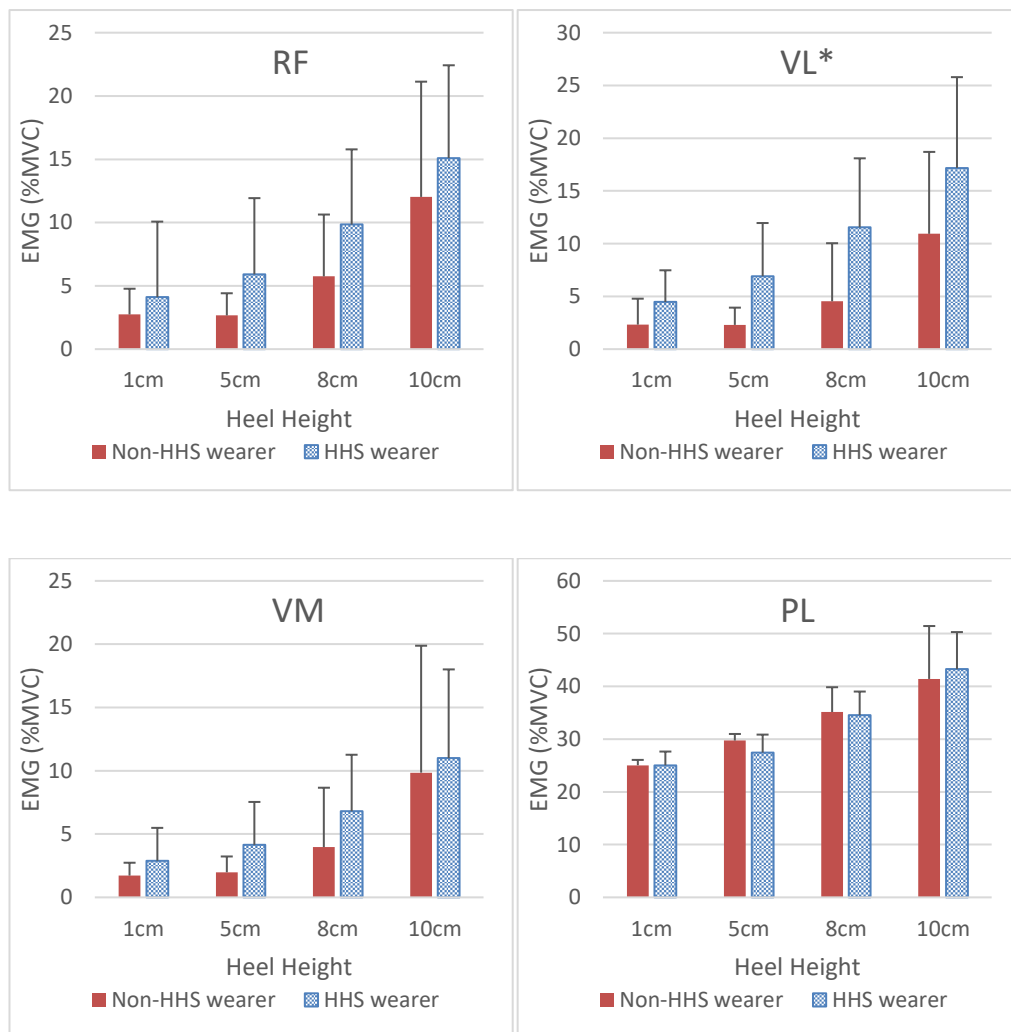 RF
EMG (%MVC)
25
20
15
10
5
0
1cm 5cm 8cm 10cm
Heel Height
Non-HHS wearer HHS wearer
VL*
EMG (%MVC)
30
25
20
15
10
5
0
1cm 5cm 8cm 10cm
Heel Height
Non-HHS wearer HHS wearer
VM
EMG (%MVC)
25
20
15
10
5
0
1cm 5cm 8cm 10cm
Heel Height
Non-HHS wearer HHS wearer
PL
EMG (%MVC)
60
50
40
30
20
10
0
1cm 5cm 8cm 10cm
Heel Height
Non-HHS wearer HHS wearer